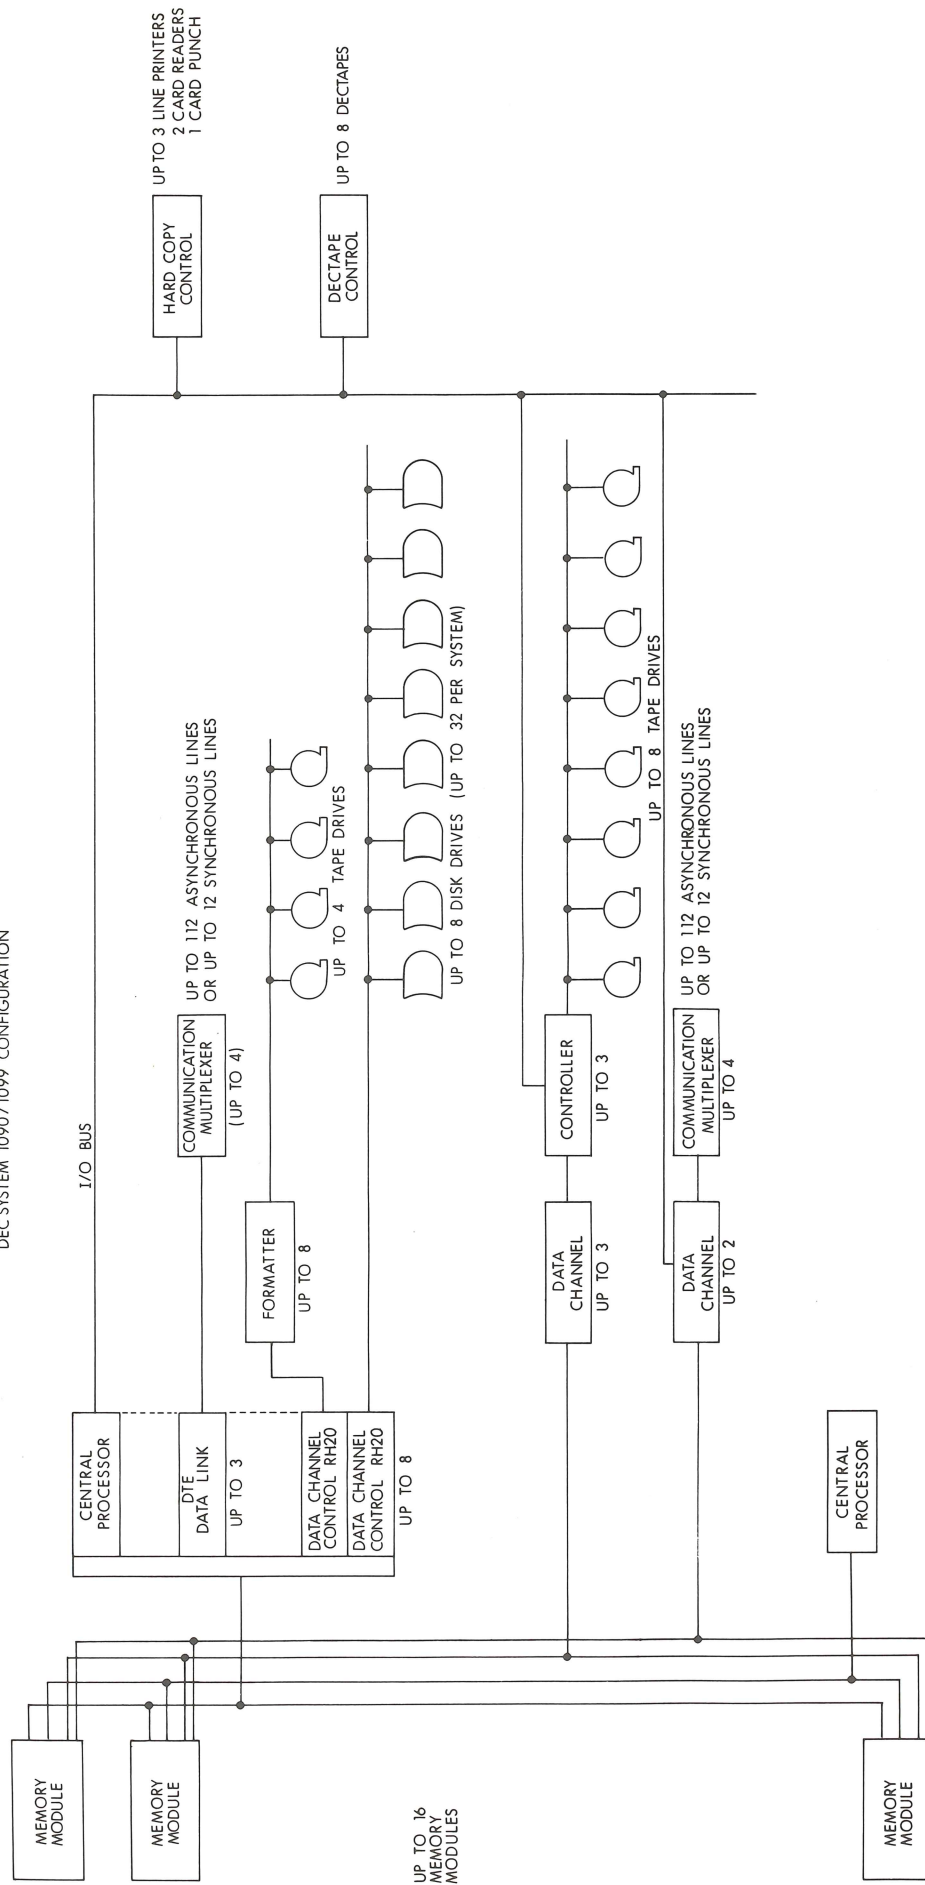 DEC SYSTEM 1090/1099 CONFIGURATION
MEMORY
MODULE
MEMORY
MODULE
UP TO 16
MEMORY
MODULES
MEMORY
MODULE
CENTRAL
PROCESSOR
DTE
DATA LINK
UP TO 3
DATA CHANNEL
CONTROL RH20
DATA CHANNEL
CONTROL RH20
UP TO 8
CENTRAL
PROCESSOR
I/O BUS
FORMATTER
UP TO 8
DATA
CHANNEL
UP TO 3
DATA
CHANNEL
UP TO 2
COMMUNICATION
MULTIPLEXER
(UP TO 4)
UP TO 112 ASYNCHRONOUS LINES
OR UP TO 12 SYNCHRONOUS LINES
UP TO 4 TAPE DRIVES
UP TO 8 DISK DRIVES (UP TO 32 PER SYSTEM)
CONTROLLER
UP TO 3
UP TO 8 TAPE DRIVES
COMMUNICATION
MULTIPLEXER
UP TO 4
UP TO 112 ASYNCHRONOUS LINES
OR UP TO 12 SYNCHRONOUS LINES
HARD COPY
CONTROL
UP TO 3 LINE PRINTERS
2 CARD READERS
1 CARD PUNCH
DECTAPE
CONTROL
UP TO 8 DECTAPES